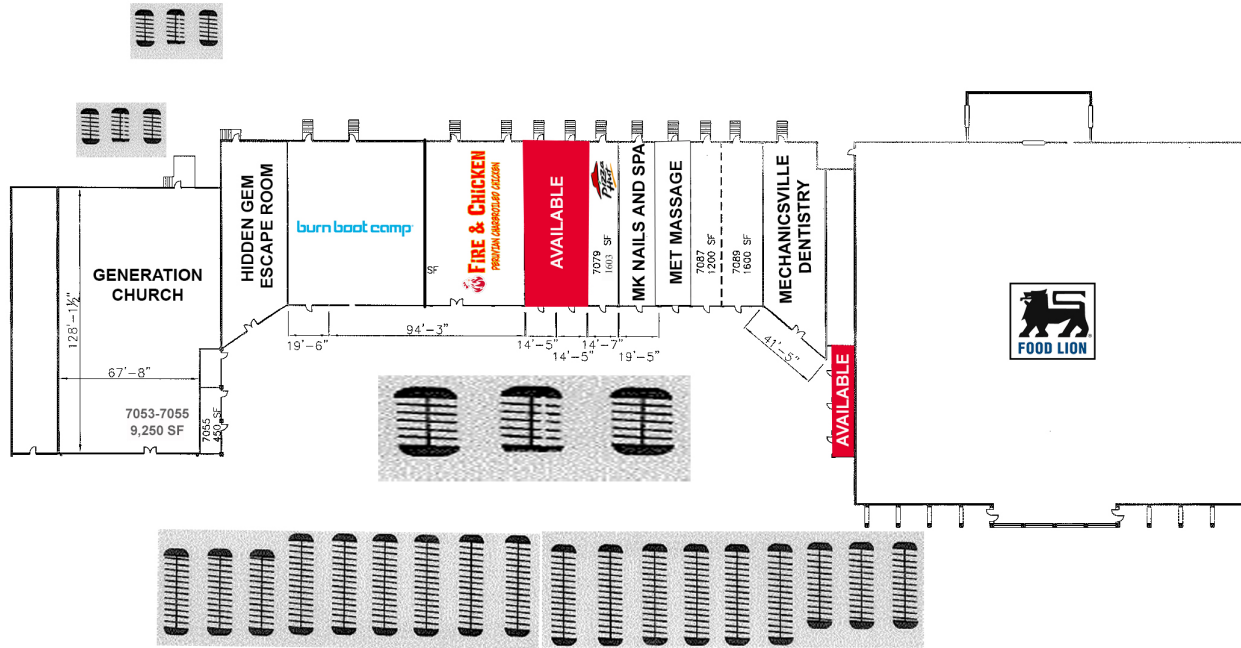 GENERATION
CHURCH
128'-1½"
67'-8"
7053-7055
9,250 SF
7055
450 SF
HIDDEN GEM
ESCAPE ROOM
burn boot camp
19'-6"
94'-3"
SF
FIRE & CHICKEN
PERUVIAN CHARBROILED CHICKEN
AVAILABLE
14'-5"
14'-5"
Pizza
Hut
7079
1603 SF
14'-7"
MK NAILS AND SPA
19'-5"
MET MASSAGE
7087
1200 SF
7089
1600 SF
MECHANICSVILLE
DENTISTRY
41'-5"
AVAILABLE
FOOD LION